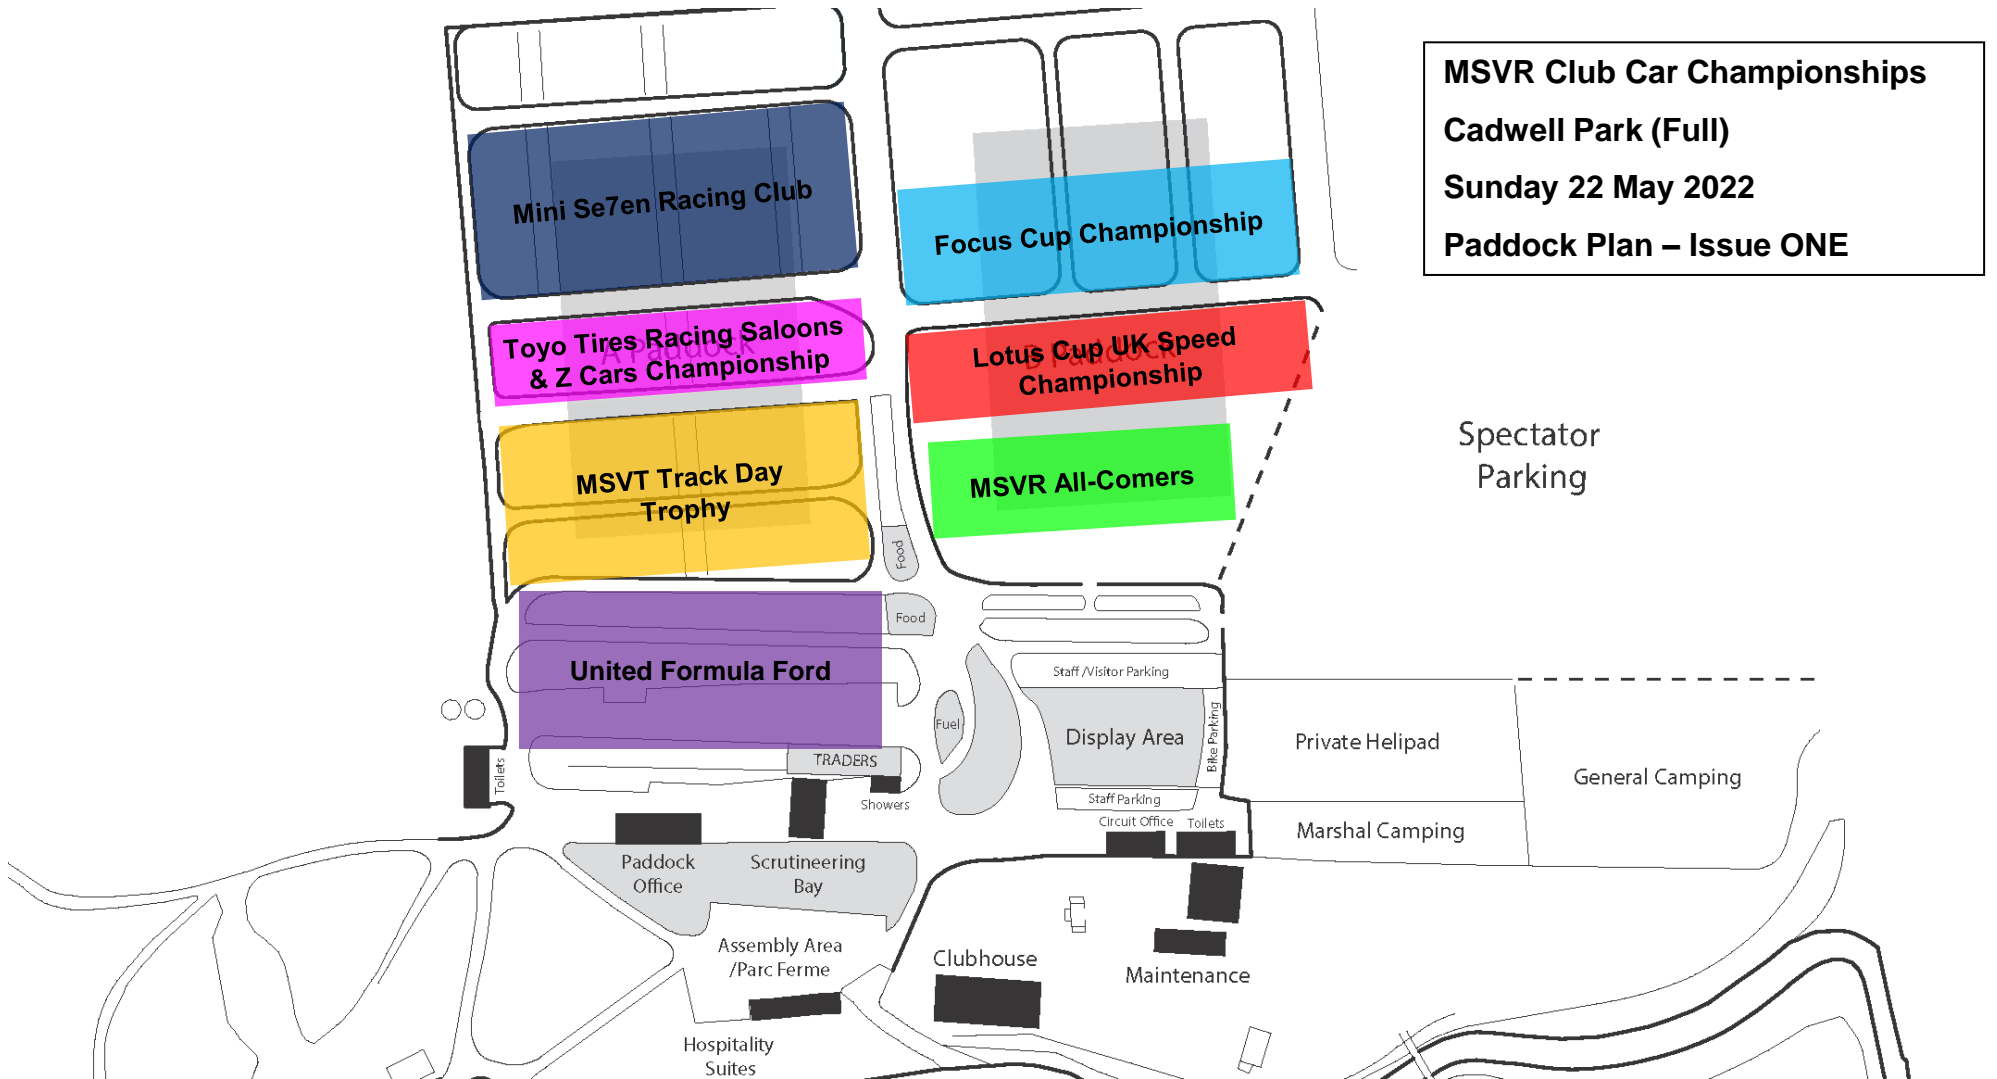 MSVR Club Car Championships
Cadwell Park (Full)
Sunday 22 May 2022
Paddock Plan – Issue ONE
Mini Se7en Racing Club
Focus Cup Championship
Toyo Tires Racing Saloons
& Z Cars Championship
A Paddock
Lotus Cup UK Speed
Championship
Paddock
MSVT Track Day
Trophy
MSVR All-Comers
Spectator
Parking
Food
Food
United Formula Ford
Staff/Visitor Parking
Fuel
Display Area
Bike Parking
Private Helipad
General Camping
TRADERS
Toilets
Showers
Staff Parking
Circuit Office
Toilets
Marshal Camping
Paddock
Office
Scrutineering
Bay
Assembly Area
/Parc Ferme
Clubhouse
Maintenance
Hospitality
Suites